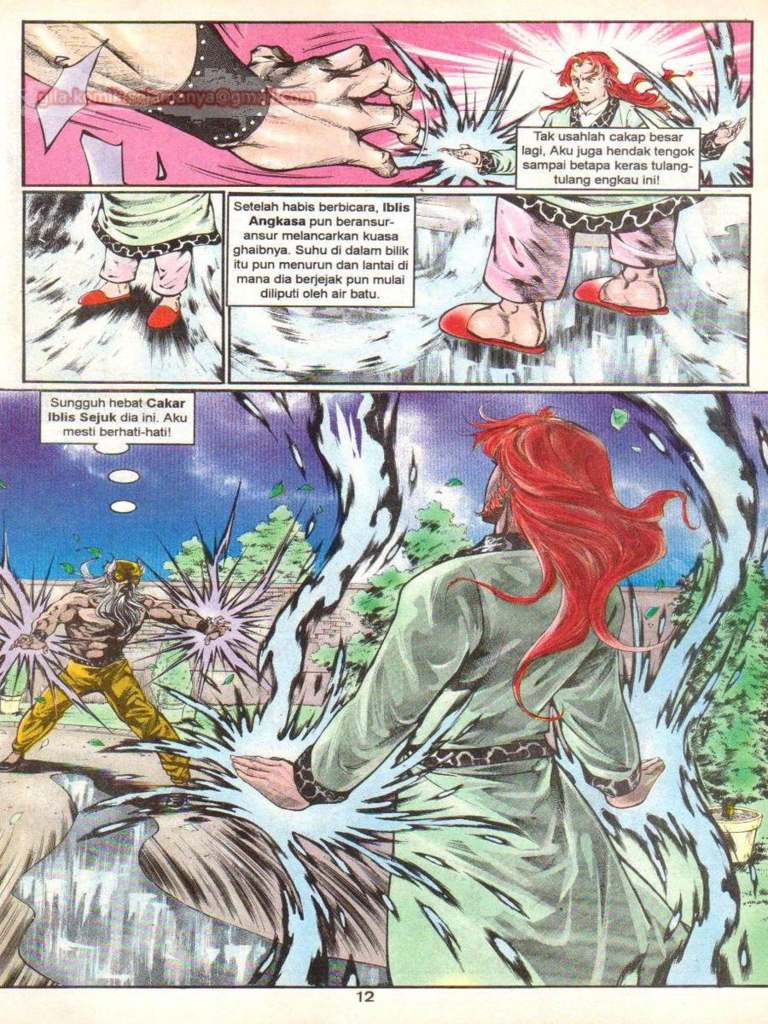 Tak usahlah cakap besar
lagi, Aku juga hendak tengok
sampai betapa keras tulang-
tulang engkau ini!
Setelah habis berbicara, Iblis
Angkasa pun beransur-
ansur melancarkan kuasa
ghaibnya. Suhu di dalam bilik
itu pun menurun dan lantai di
mana dia berjejak pun mulai
diliputi oleh air batu.
Sungguh hebat Cakar
Iblis Sejuk dia ini. Aku
mesti berhati-hati!
12